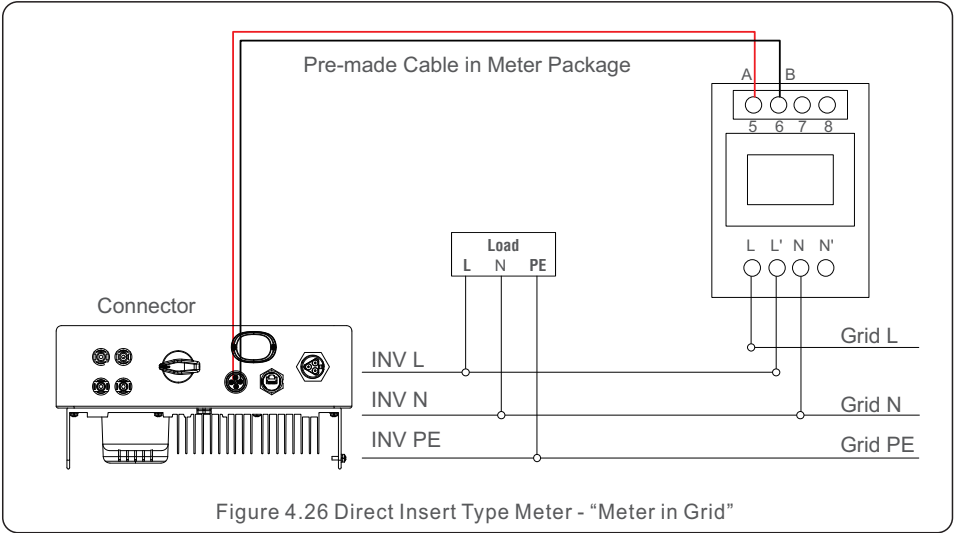 Pre-made Cable in Meter Package
A B
5 6 7 8
L L' N N'
Load
L N PE
Connector
Grid L
INV L
INV N
Grid N
INV PE
Grid PE
Figure 4.26 Direct Insert Type Meter - “Meter in Grid”